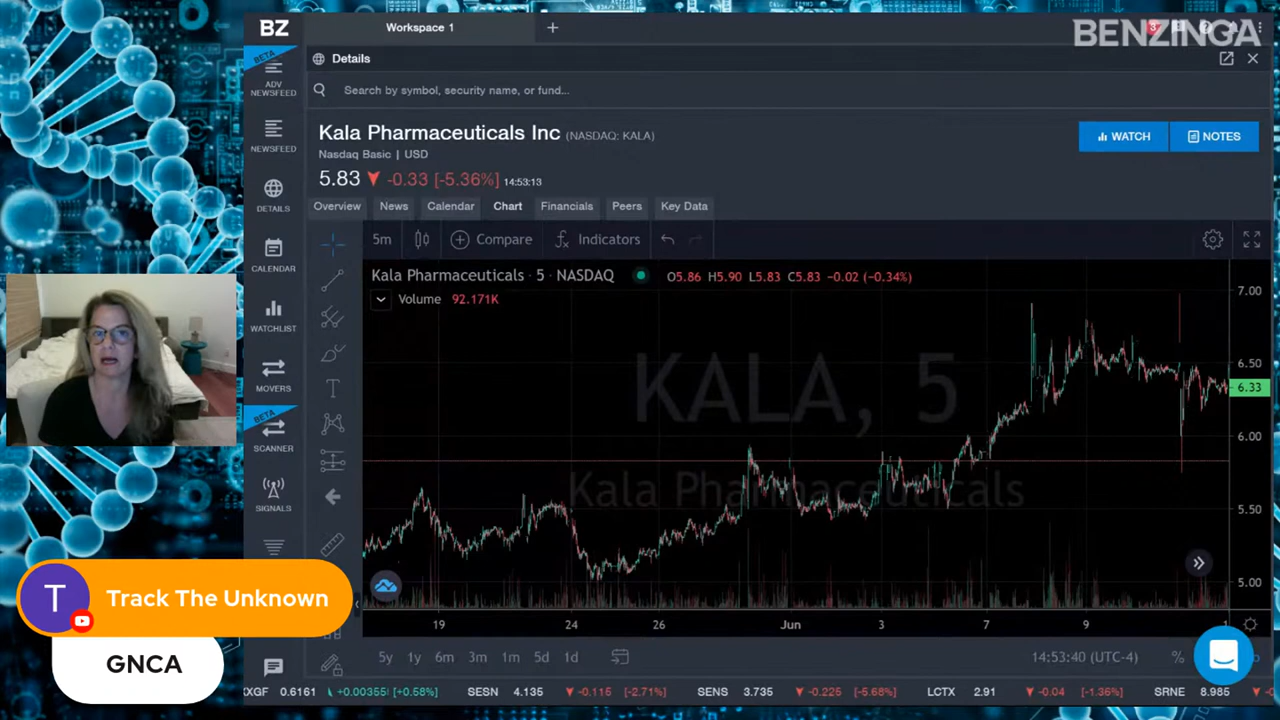 BZ
Workspace 1
BENZINGA
BETA
ADV
NEWSFEED
NEWSFEED
DETAILS
CALENDAR
WATCHLIST
MOVERS
BETA
SCANNER
SIGNALS
Details
Search by symbol, security name, or fund...
Kala Pharmaceuticals Inc (NASDAQ: KALA)
WATCH
NOTES
Nasdaq Basic | USD
5.83 -0.33 [-5.36%] 14:53:13
Overview News Calendar Chart Financials Peers Key Data
5m Compare Indicators
Kala Pharmaceuticals · 5 · NASDAQ O5.86 H5.90 L5.83 C5.83 -0.02 (-0.34%)
Volume 92.171K
KALA, 5
Kala Pharmaceuticals
7.00
6.50
6.33
6.00
5.50
5.00
19 24 26 Jun 3 7 9
5y 1y 6m 3m 1m 5d 1d
14:53:40 (UTC-4) %
T
Track The Unknown
GNCA
XXGF 0.6161 +0.00355 [+0.58%] SESN 4.135 -0.115 [-2.71%] SENS 3.735 -0.225 [-5.68%] LCTX 2.91 -0.04 [-1.36%] SRNE 8.985